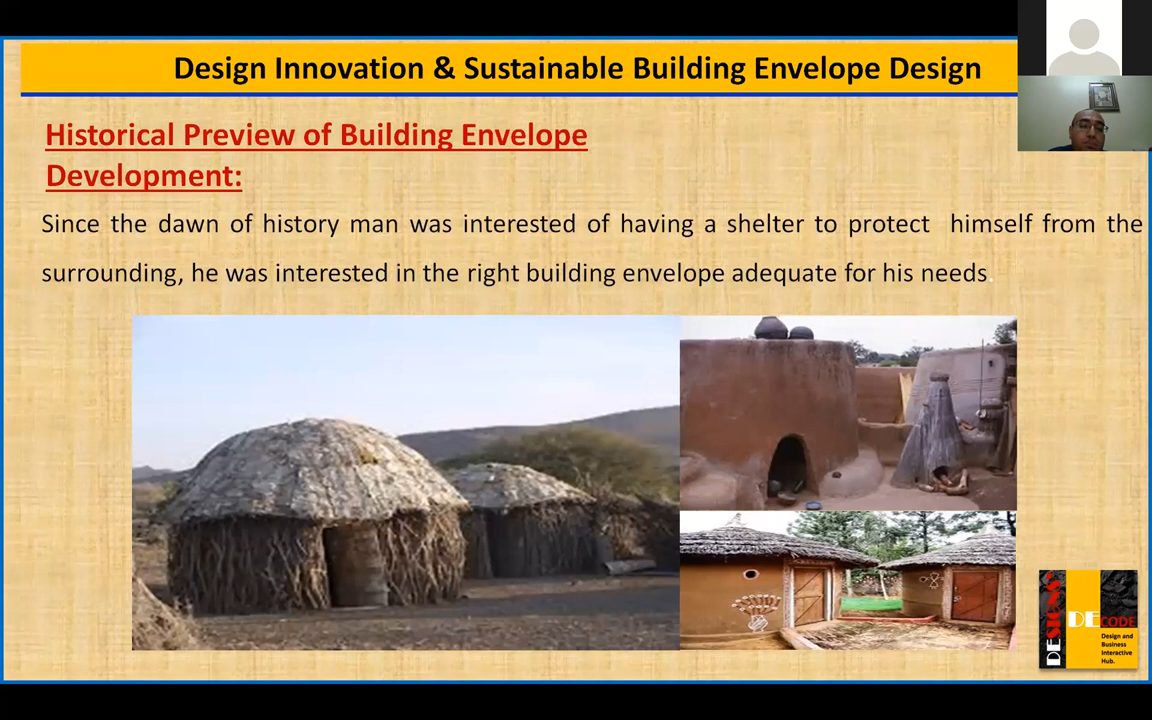 Design Innovation & Sustainable Building Envelope Design
Historical Preview of Building Envelope
Development:
Since the dawn of history man was interested of having a shelter to protect himself from the
surrounding, he was interested in the right building envelope adequate for his needs.
DESIGNS
DECODE
Design and
Business
Interactive
Hub.